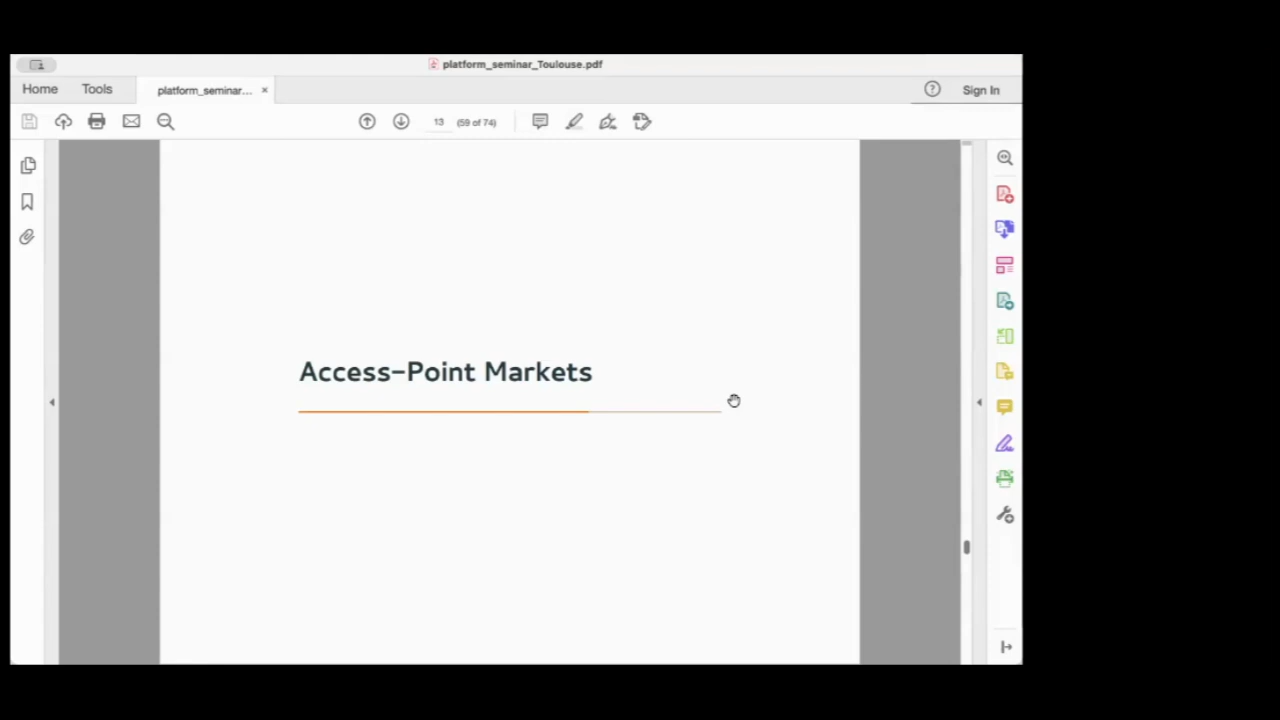 platform_seminar_Toulouse.pdf
Home Tools platform_seminar... × ? Sign In
13 (59 of 74)
Access-Point Markets